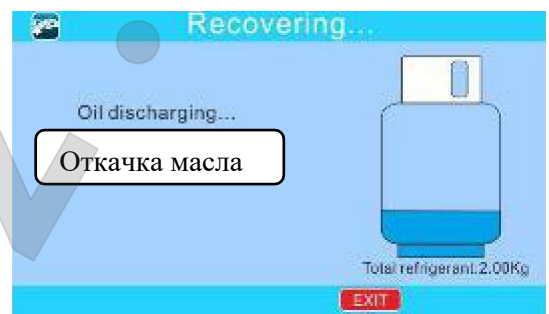 Recovering...
Oil discharging...
Откачка масла
Total refrigerant:2.00Kg
EXIT